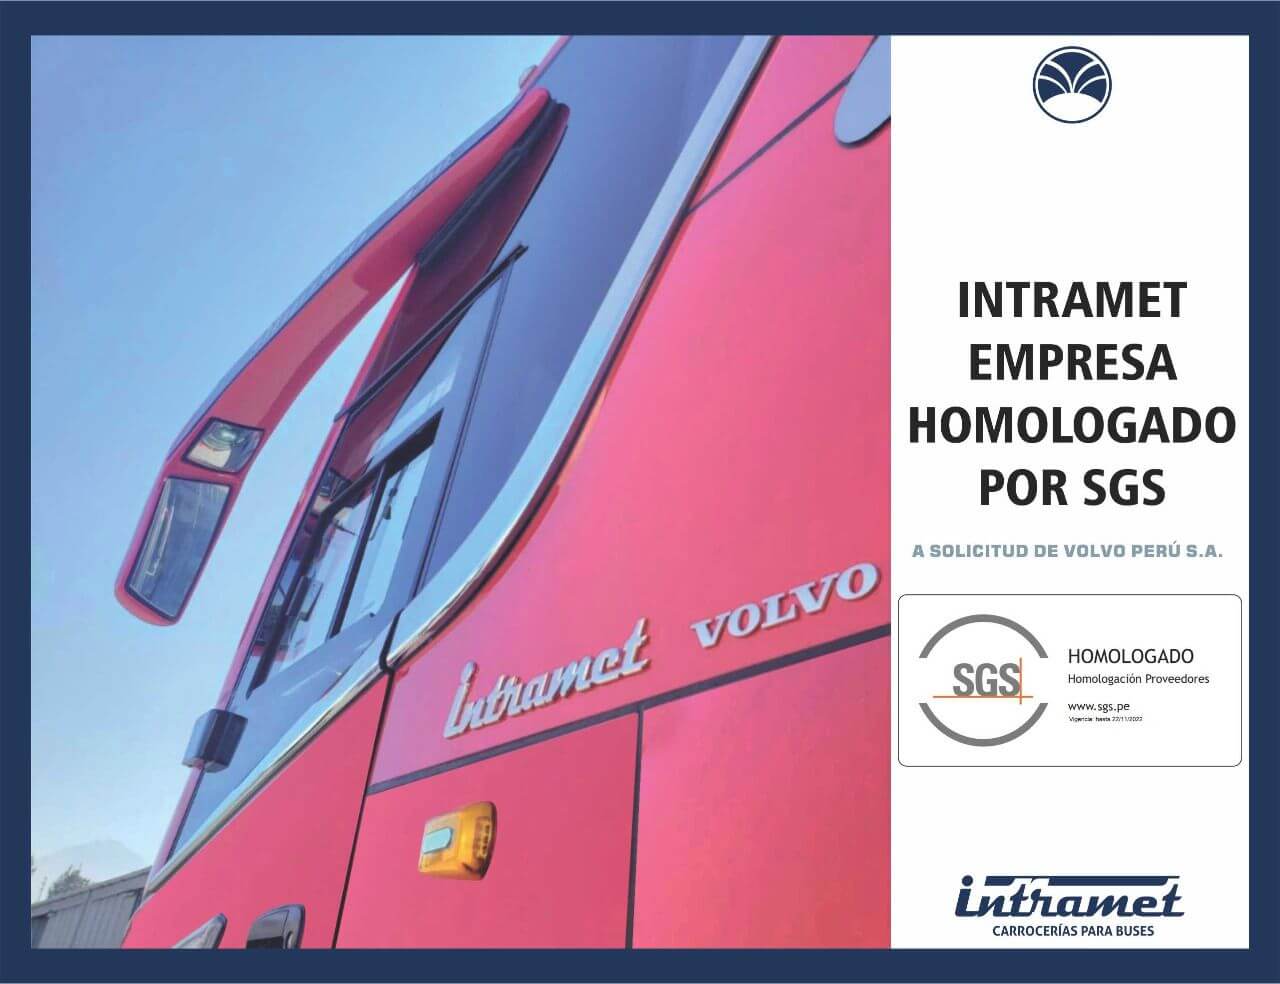 INTRAMET
EMPRESA
HOMOLOGADO
POR SGS
A SOLICITUD DE VOLVO PERÚ S.A.
SGS
HOMOLOGADO
Homologación Proveedores
www.sgs.pe
Vigencia: hasta 22/11/2022
intramet VOLVO
intramet
CARROCERÍAS PARA BUSES